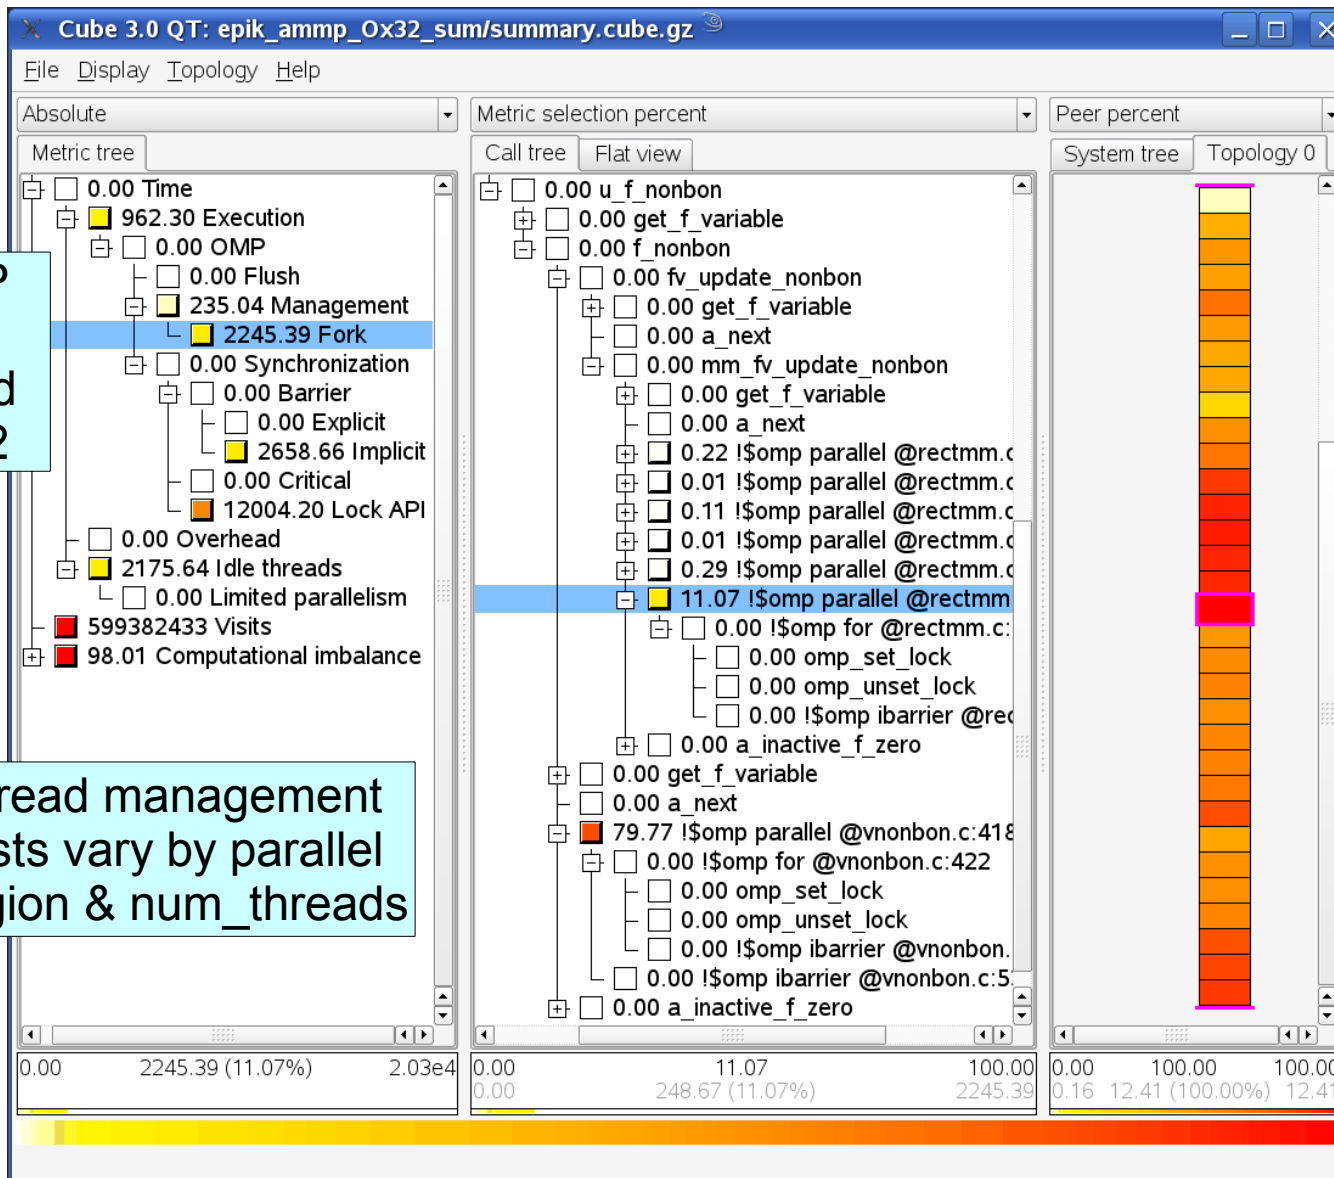 Cube 3.0 QT: epik_ammp_Ox32_sum/summary.cube.gz
File Display Topology Help
Absolute
Metric tree
0.00 Time
962.30 Execution
0.00 OMP
0.00 Flush
235.04 Management
2245.39 Fork
0.00 Synchronization
0.00 Barrier
0.00 Explicit
2658.66 Implicit
0.00 Critical
12004.20 Lock API
0.00 Overhead
2175.64 Idle threads
0.00 Limited parallelism
599382433 Visits
98.01 Computational imbalance
read management
sts vary by parallel
gion & num_threads
0.00 2245.39 (11.07%) 2.03e4
Metric selection percent
Call tree Flat view
0.00 u_f_nonbon
0.00 get_f_variable
0.00 f_nonbon
0.00 fv_update_nonbon
0.00 get_f_variable
0.00 a_next
0.00 mm_fv_update_nonbon
0.00 get_f_variable
0.00 a_next
0.22 !$omp parallel @rectmm.c
0.01 !$omp parallel @rectmm.c
0.11 !$omp parallel @rectmm.c
0.01 !$omp parallel @rectmm.c
0.29 !$omp parallel @rectmm.c
11.07 !$omp parallel @rectmm
0.00 !$omp for @rectmm.c:
0.00 omp_set_lock
0.00 omp_unset_lock
0.00 !$omp ibarrier @rec
0.00 a_inactive_f_zero
0.00 get_f_variable
0.00 a_next
79.77 !$omp parallel @vnonbon.c:418
0.00 !$omp for @vnonbon.c:422
0.00 omp_set_lock
0.00 omp_unset_lock
0.00 !$omp ibarrier @vnonbon.
0.00 !$omp ibarrier @vnonbon.c:5
0.00 a_inactive_f_zero
0.00 11.07 100.00
0.00 248.67 (11.07%) 2245.39
Peer percent
System tree Topology 0
0.00 100.00 100.00
0.16 12.41 (100.00%) 12.41